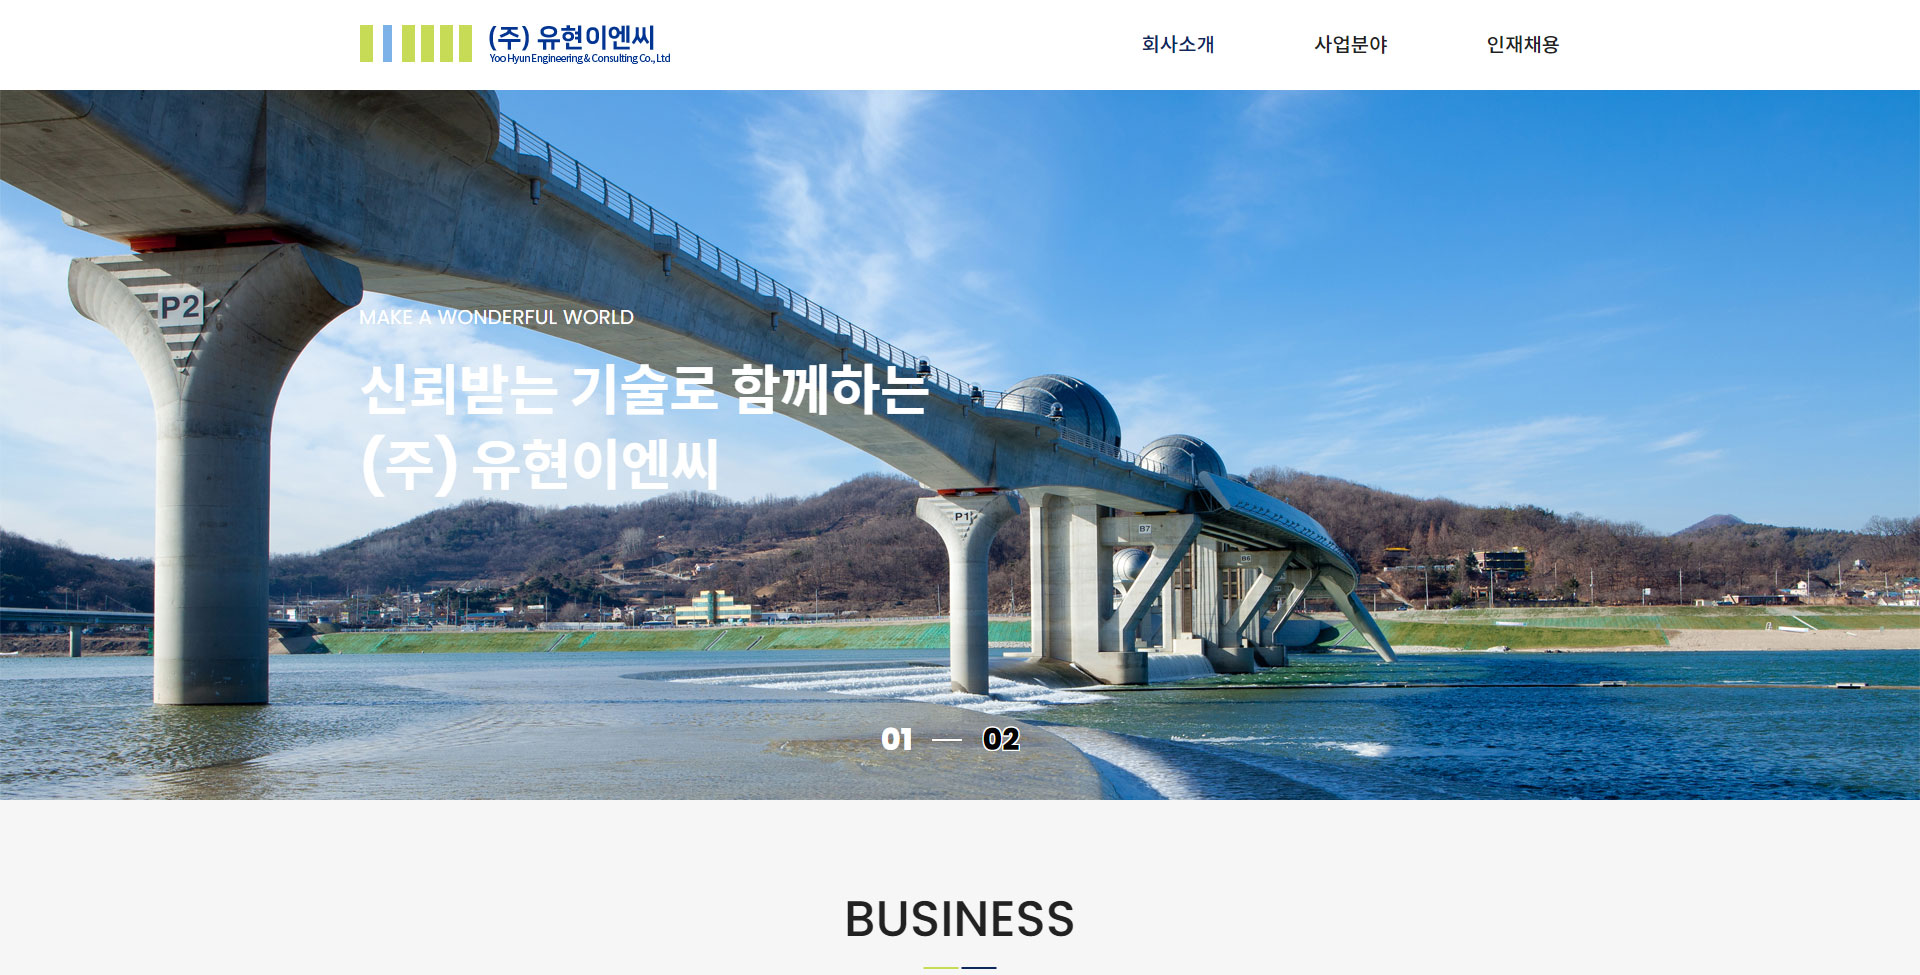 (주) 유현이엔씨
Yoo Hyun Engineering & Consulting Co., Ltd
회사소개
사업분야
인재채용
P2
MAKE A WONDERFUL WORLD
신뢰받는 기술로 함께하는
(주) 유현이엔씨
P1
B7
B6
01
02
BUSINESS